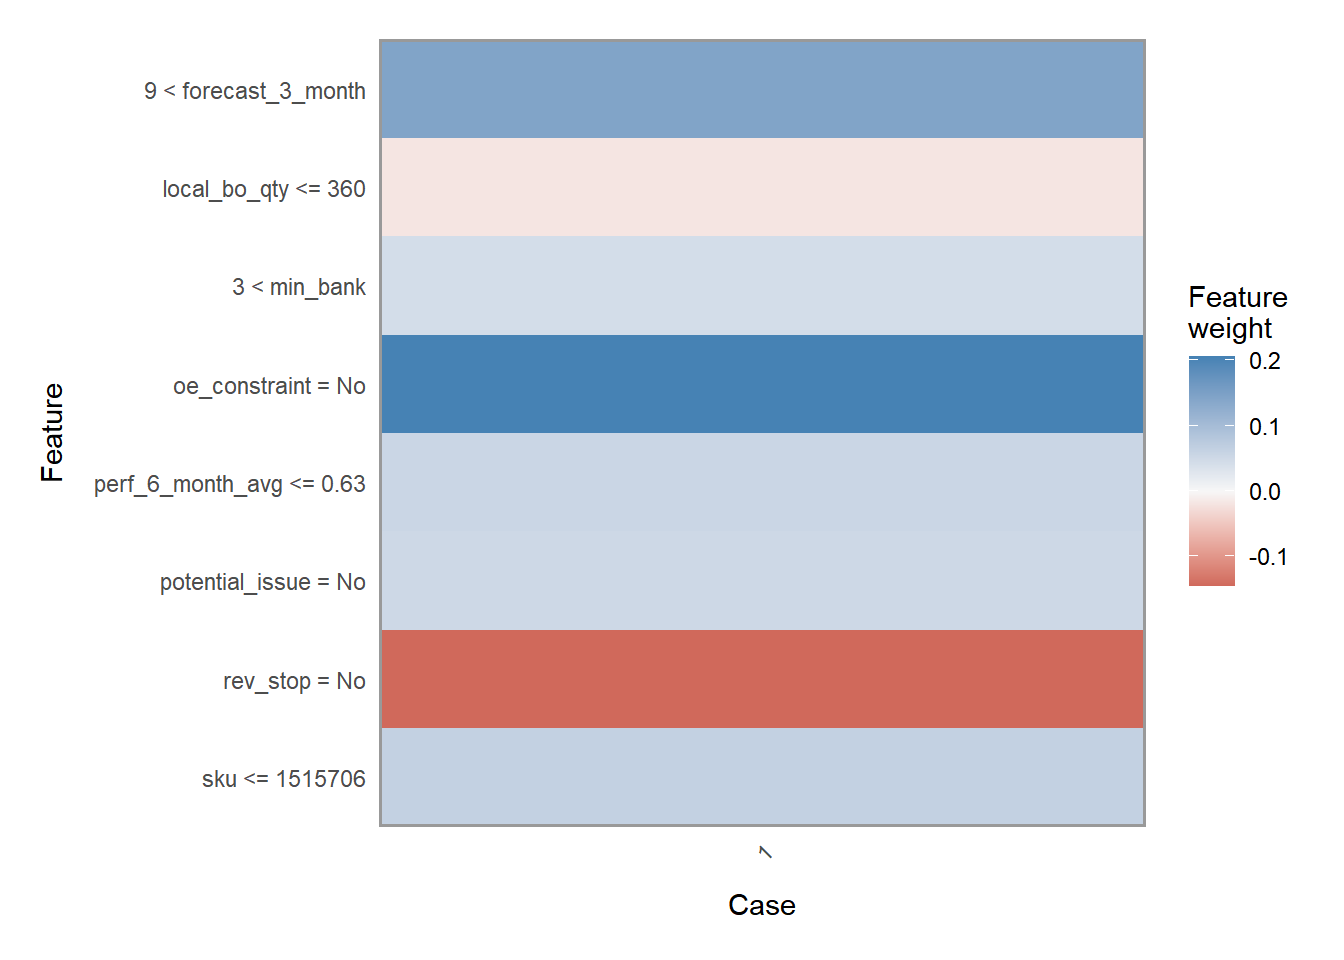 9 < forecast_3_month
local_bo_qty <= 360
3 < min_bank
oe_constraint = No
perf_6_month_avg <= 0.63
potential_issue = No
rev_stop = No
sku <= 1515706
Feature
1
Case
Feature
weight
0.2
0.1
0.0
-0.1